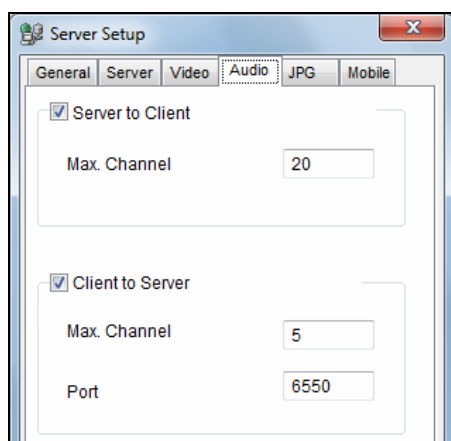 Server Setup
General Server Video Audio JPG Mobile
Server to Client
Max. Channel 20
Client to Server
Max. Channel 5
Port 6550